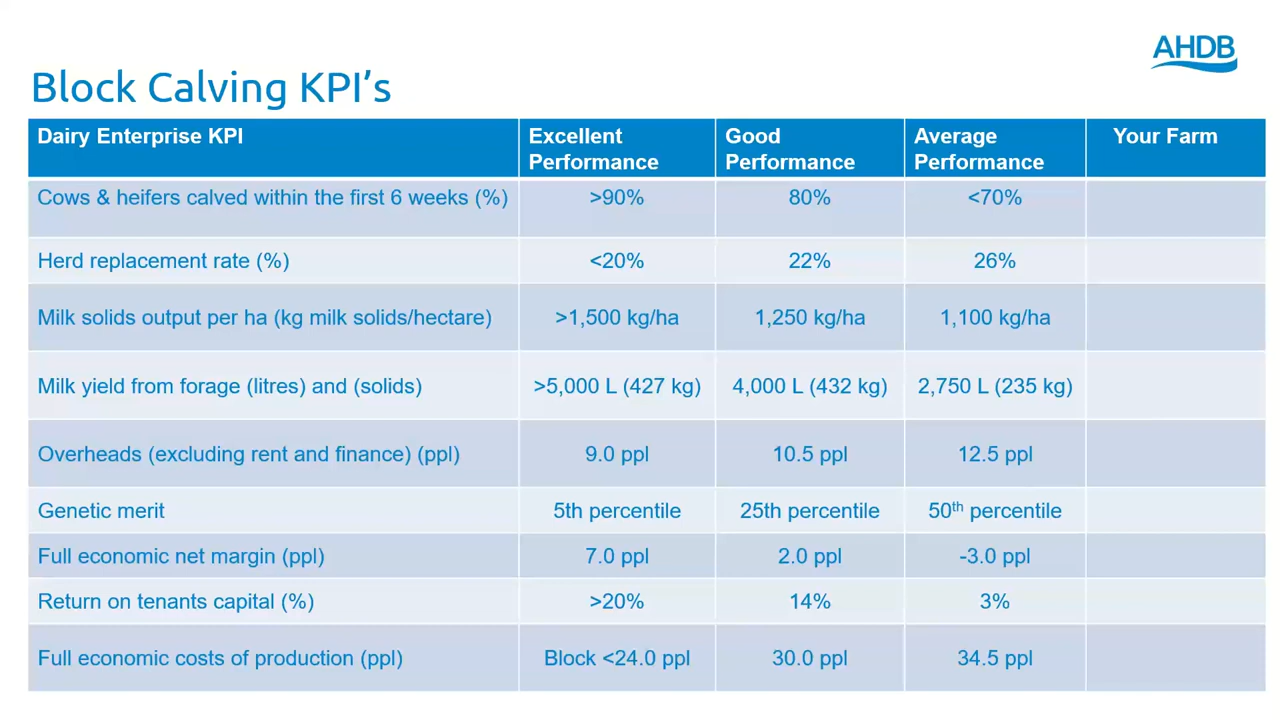 AHDB
Block Calving KPI’s
Dairy Enterprise KPI
Excellent
Performance
Good
Performance
Average
Performance
Your Farm
Cows & heifers calved within the first 6 weeks (%)
>90%
80%
<70%
Herd replacement rate (%)
<20%
22%
26%
Milk solids output per ha (kg milk solids/hectare)
>1,500 kg/ha
1,250 kg/ha
1,100 kg/ha
Milk yield from forage (litres) and (solids)
>5,000 L (427 kg)
4,000 L (432 kg)
2,750 L (235 kg)
Overheads (excluding rent and finance) (ppl)
9.0 ppl
10.5 ppl
12.5 ppl
Genetic merit
5th percentile
25th percentile
50th percentile
Full economic net margin (ppl)
7.0 ppl
2.0 ppl
-3.0 ppl
Return on tenants capital (%)
>20%
14%
3%
Full economic costs of production (ppl)
Block <24.0 ppl
30.0 ppl
34.5 ppl